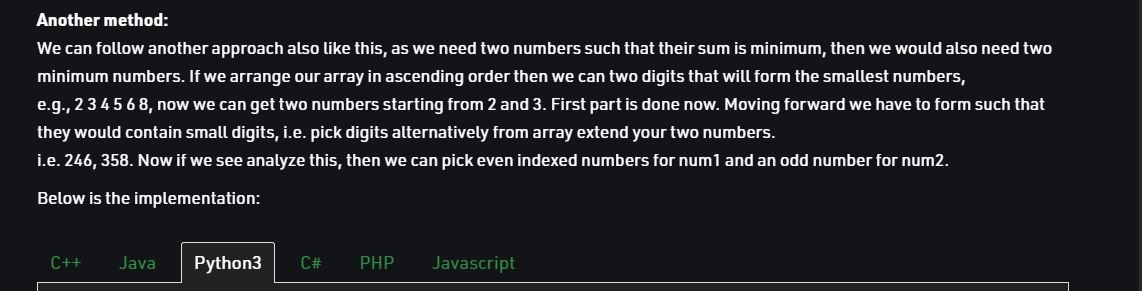 Another method:
We can follow another approach also like this, as we need two numbers such that their sum is minimum, then we would also need two
minimum numbers. If we arrange our array in ascending order then we can two digits that will form the smallest numbers,
e.g., 2 3 4 5 6 8, now we can get two numbers starting from 2 and 3. First part is done now. Moving forward we have to form such that
they would contain small digits, i.e. pick digits alternatively from array extend your two numbers.
i.e. 246, 358. Now if we see analyze this, then we can pick even indexed numbers for num1 and an odd number for num2.
Below is the implementation:
C++ Java Python3 C# PHP Javascript